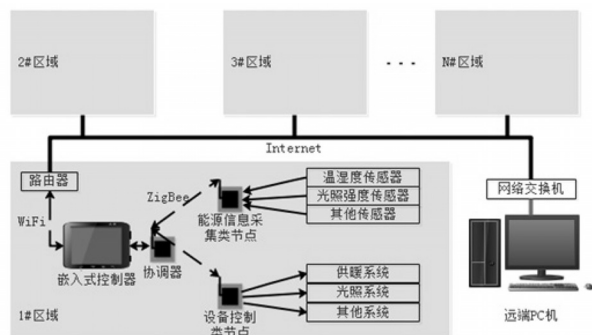 2#区域
3#区域
...
N#区域
Internet
路由器
ZigBee
温湿度传感器
光照强度传感器
其他传感器
网络交换机
WiFi
能源信息采
集类节点
嵌入式控制器
协调器
供暖系统
光照系统
其他系统
设备控制
类节点
1#区域
远端PC机